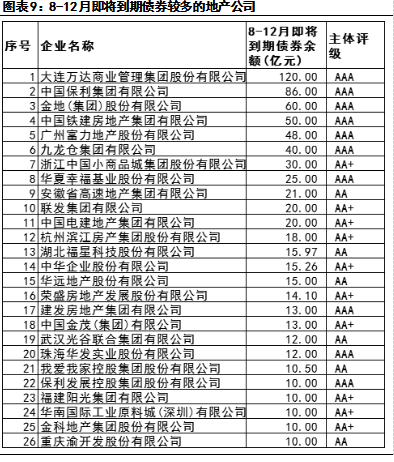 图表9：8-12月即将到期债券较多的地产公司
序号 企业名称 8-12月即将到期债券余额(亿元) 主体评级
1 大连万达商业管理集团股份有限公司 120.00 AAA
2 中国保利集团有限公司 86.00 AAA
3 金地(集团)股份有限公司 60.00 AAA
4 中国铁建房地产集团有限公司 50.00 AAA
5 广州富力地产股份有限公司 48.00 AAA
6 九龙仓集团有限公司 40.00 AAA
7 浙江中国小商品城集团股份有限公司 30.00 AA+
8 华夏幸福基业股份有限公司 25.00 AAA
9 安徽省高速地产集团有限公司 21.00 AA
10 联发集团有限公司 20.00 AA+
11 中国电建地产集团有限公司 20.00 AA+
12 杭州滨江房产集团股份有限公司 18.00 AA+
13 湖北福星科技股份有限公司 15.97 AA
14 中华企业股份有限公司 15.26 AA+
15 华远地产股份有限公司 15.00 AA
16 荣盛房地产发展股份有限公司 14.10 AA+
17 建发房地产集团有限公司 13.00 AAA
18 中国金茂(集团)有限公司 13.00 AA+
19 武汉光谷联合集团有限公司 12.00 AA
20 珠海华发实业股份有限公司 12.00 AAA
21 我爱我家控股集团股份有限公司 10.50 AA
22 保利发展控股集团股份有限公司 10.00 AAA
23 福建阳光集团有限公司 10.00 AA+
24 华南国际工业原料城(深圳)有限公司 10.00 AA+
25 金科地产集团股份有限公司 10.00 AA+
26 重庆渝开发股份有限公司 10.00 AA